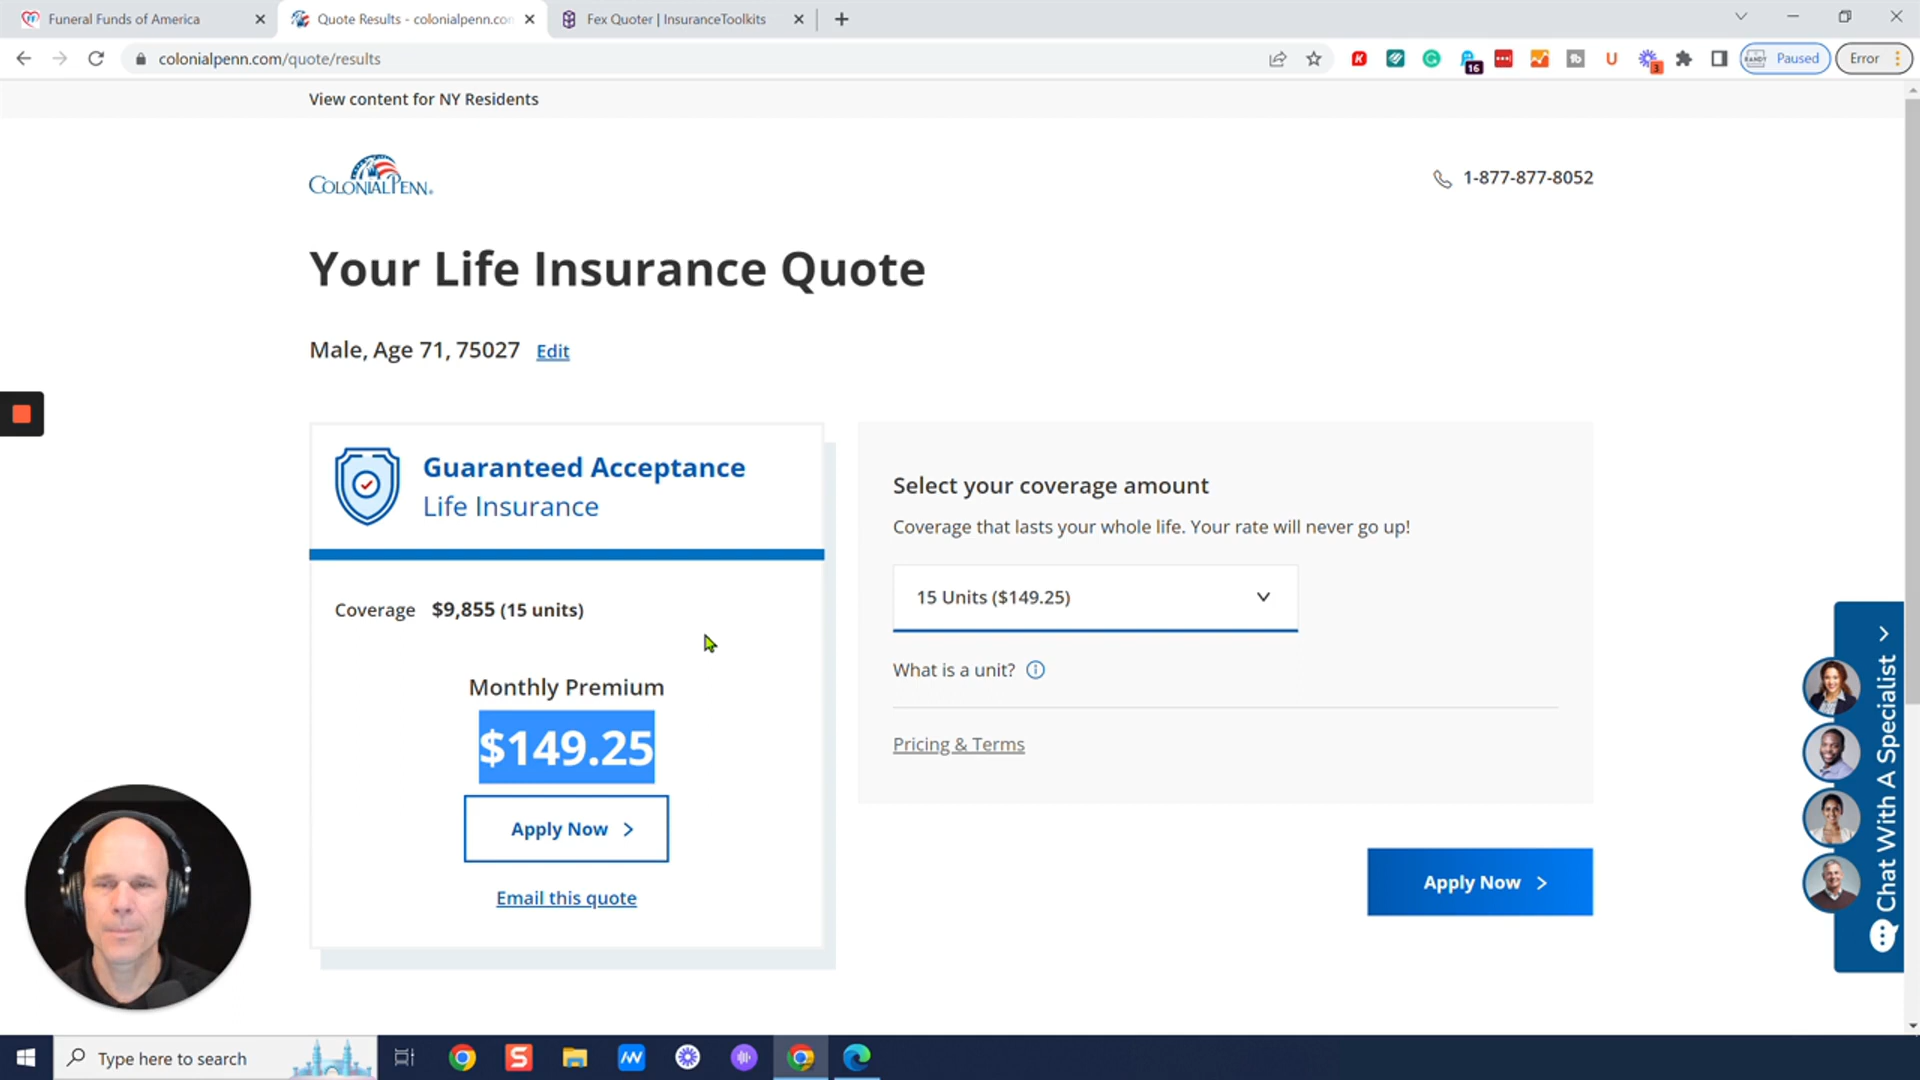 Funeral Funds of America
Quote Results - colonialpenn.com
Fex Quoter | InsuranceToolkits
colonialpenn.com/quote/results
16
3
Paused
Error
View content for NY Residents
COLONIAL PENN®
1-877-877-8052
Your Life Insurance Quote
Male, Age 71, 75027 Edit
Guaranteed Acceptance
Life Insurance
Coverage $9,855 (15 units)
Monthly Premium
$149.25
Apply Now
Email this quote
Select your coverage amount
Coverage that lasts your whole life. Your rate will never go up!
15 Units ($149.25)
What is a unit?
Pricing & Terms
Apply Now
Chat With A Specialist
Type here to search